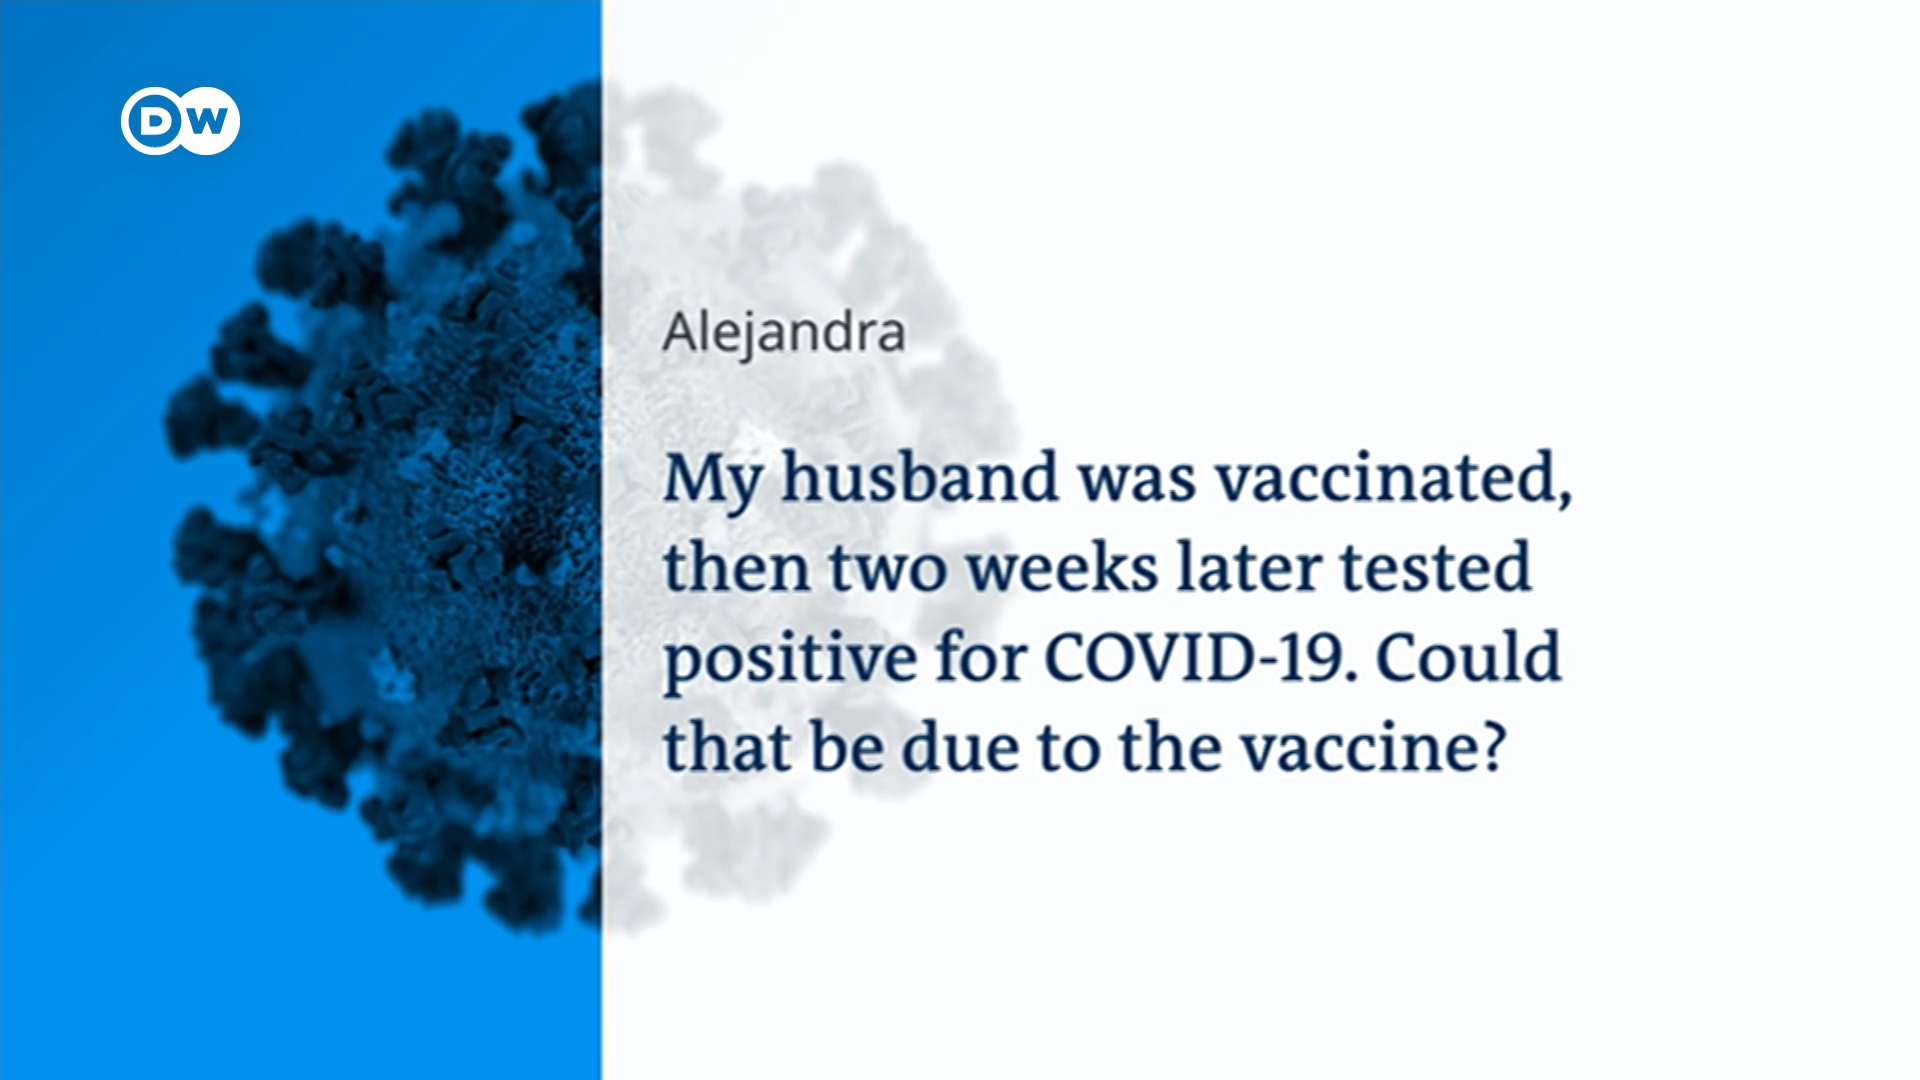 DW
Alejandra
My husband was vaccinated,
then two weeks later tested
positive for COVID-19. Could
that be due to the vaccine?